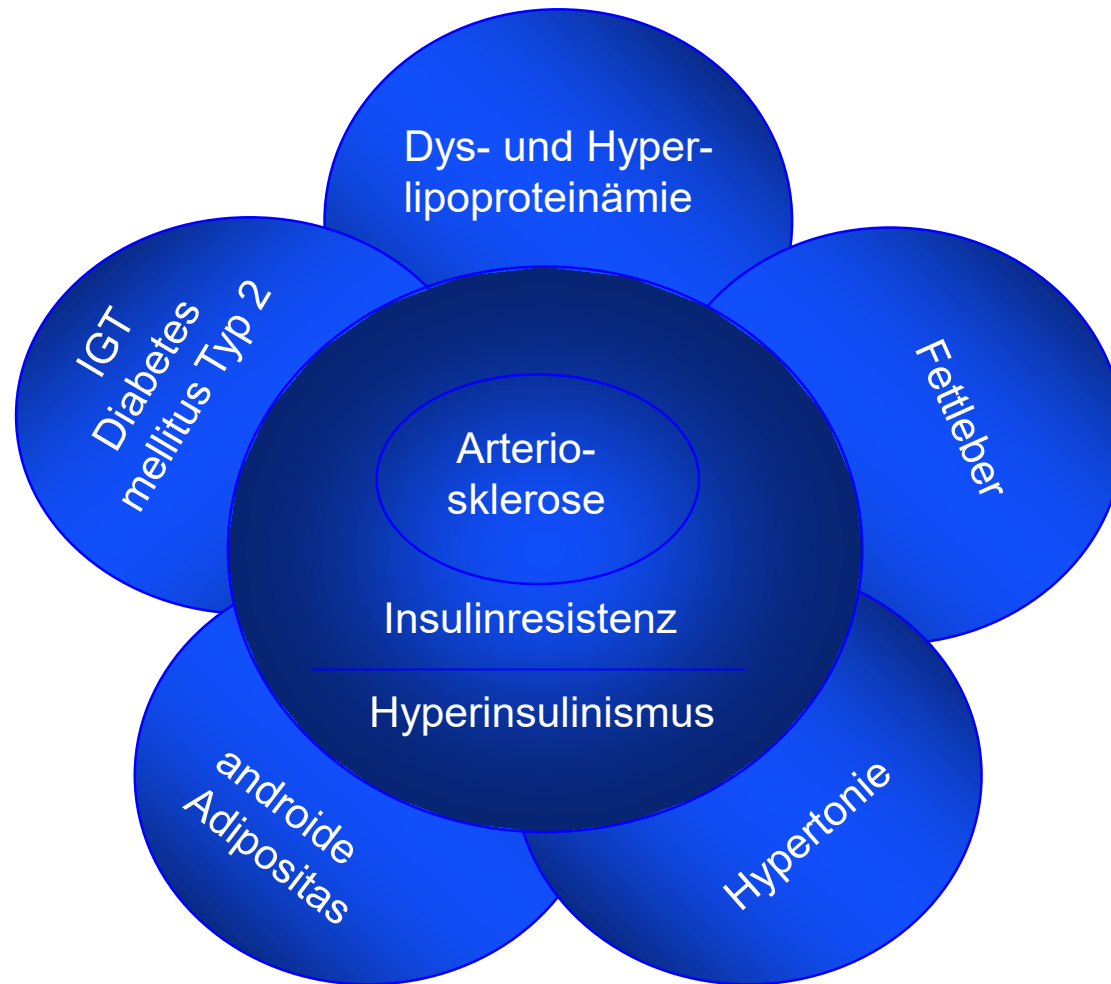 Dys- und Hyper-
lipoproteinämie
IGT
Diabetes
mellitus Typ 2
Fettleber
Arterio-
sklerose
Insulinresistenz
Hyperinsulinismus
androide
Adipositas
Hypertonie